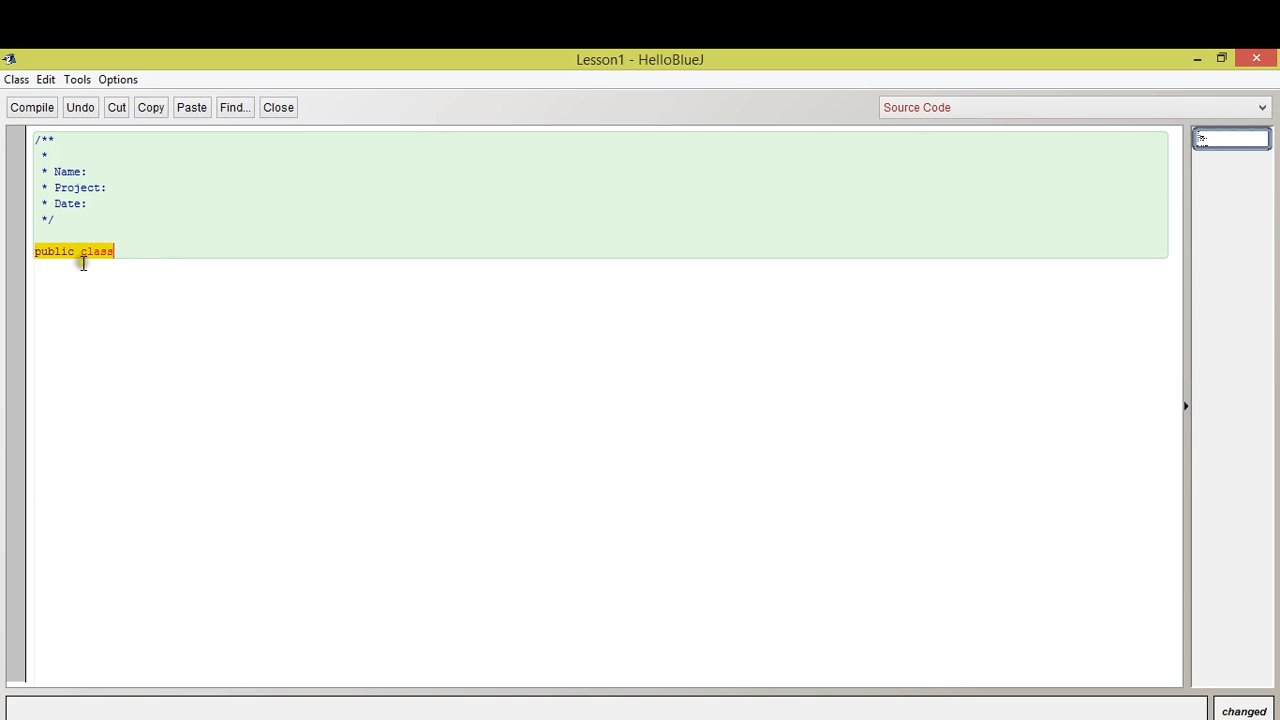 Lesson1 - HelloBlueJ
Class Edit Tools Options
Compile Undo Cut Copy Paste Find... Close Source Code
/**
*
* Name:
* Project:
* Date:
*/
public class
changed